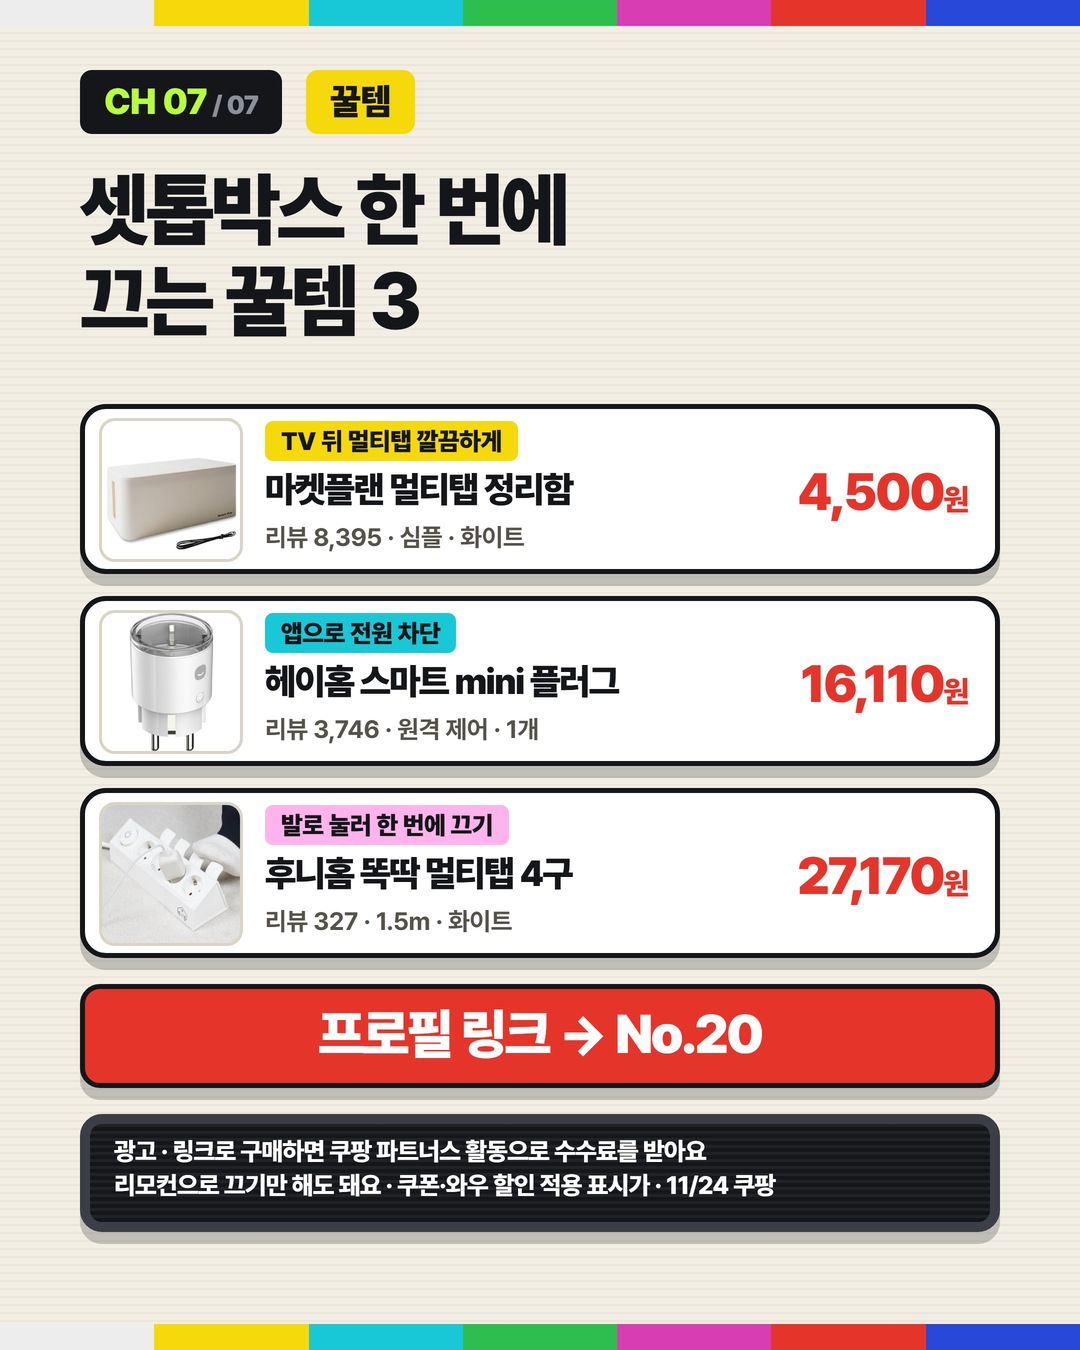 CH 07 / 07
꿀템
셋톱박스 한 번에
끄는 꿀템 3
TV 뒤 멀티탭 깔끔하게
마켓플랜 멀티탭 정리함
리뷰 8,395 · 심플 · 화이트
4,500원
앱으로 전원 차단
헤이홈 스마트 mini 플러그
리뷰 3,746 · 원격 제어 · 1개
16,110원
발로 눌러 한 번에 끄기
후니홈 똑딱 멀티탭 4구
리뷰 327 · 1.5m · 화이트
27,170원
프로필 링크 → No.20
광고 · 링크로 구매하면 쿠팡 파트너스 활동으로 수수료를 받아요
리모컨으로 끄기만 해도 돼요 · 쿠폰·와우 할인 적용 표시가 · 11/24 쿠팡